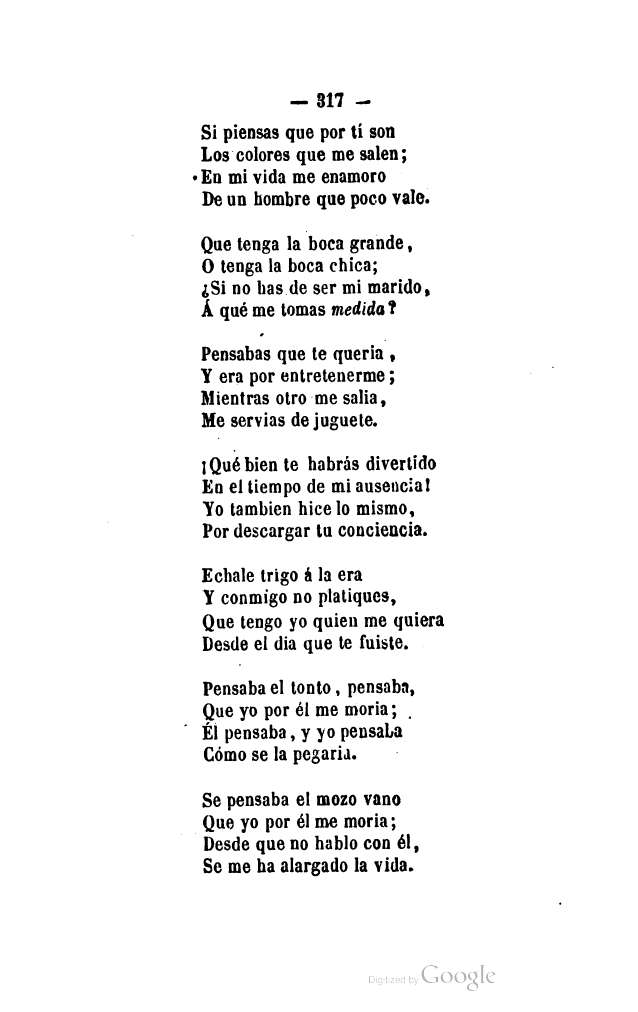 — 317 —
Si piensas que por tí son
Los colores que me salen;
En mi vida me enamoro
De un hombre que poco vale.
Que tenga la boca grande,
O tenga la boca chica;
¿Si no has de ser mi marido,
Á qué me tomas medida?
Pensabas que te queria,
Y era por entretenerme;
Mientras otro me salia,
Me servias de juguete.
¡Qué bien te habrás divertido
En el tiempo de mi ausencia!
Yo tambien hice lo mismo,
Por descargar tu conciencia.
Echale trigo á la era
Y conmigo no platiques,
Que tengo yo quien me quiera
Desde el dia que te fuiste.
Pensaba el tonto, pensaba,
Que yo por él me moria;
Él pensaba, y yo pensaba
Cómo se la pegaria.
Se pensaba el mozo vano
Que yo por él me moria;
Desde que no hablo con él,
Se me ha alargado la vida.
Digitized by Google